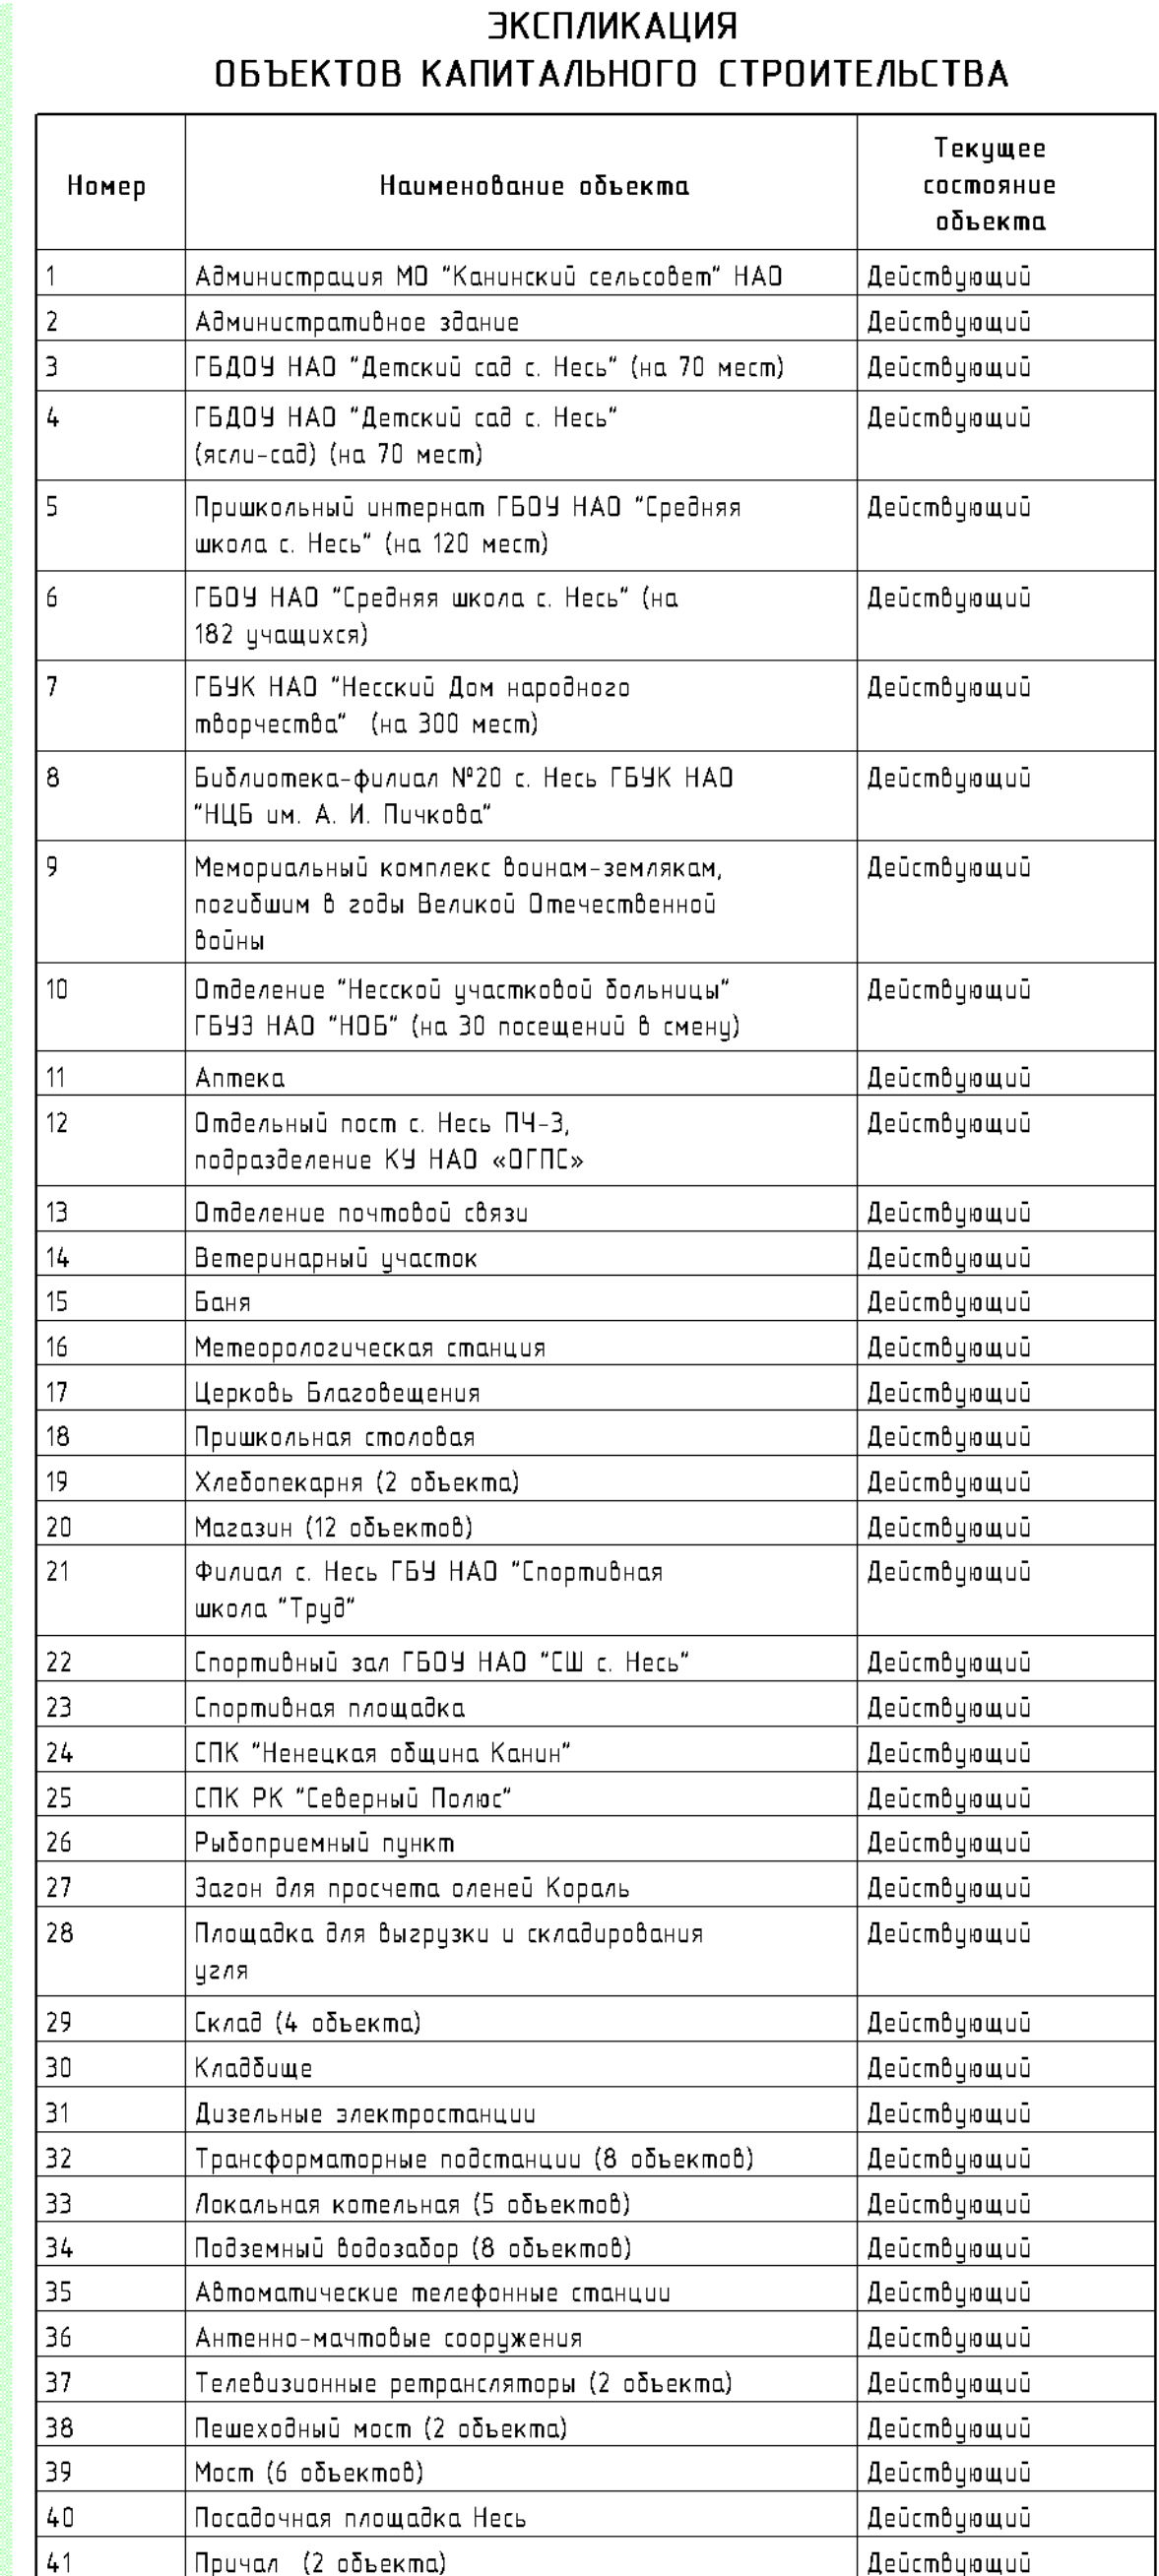 ЭКСПЛИКАЦИЯ
ОБЪЕКТОВ КАПИТАЛЬНОГО СТРОИТЕЛЬСТВА
Номер Наименование объекта Текущее
состояние
объекта
1 Администрация МО "Канинский сельсовет" НАО Действующий
2 Административное здание Действующий
3 ГБДОУ НАО "Детский сад с. Несь" (на 70 мест) Действующий
4 ГБДОУ НАО "Детский сад с. Несь" Действующий
(ясли-сад) (на 70 мест)
5 Пришкольный интернат ГБОУ НАО "Средняя Действующий
школа с. Несь" (на 120 мест)
6 ГБОУ НАО "Средняя школа с. Несь" (на Действующий
182 учащихся)
7 ГБУК НАО "Несский Дом народного Действующий
творчества" (на 300 мест)
8 Библиотека-филиал №20 с. Несь ГБУК НАО Действующий
"НЦБ им. А. И. Пичкова"
9 Мемориальный комплекс воинам-землякам, Действующий
погибшим в годы Великой Отечественной
войны
10 Отделение "Несской участковой больницы" Действующий
ГБУЗ НАО "НОБ" (на 30 посещений в смену)
11 Аптека Действующий
12 Отдельный пост с. Несь ПЧ-3, Действующий
подразделение КУ НАО «ОГПС»
13 Отделение почтовой связи Действующий
14 Ветеринарный участок Действующий
15 Баня Действующий
16 Метеорологическая станция Действующий
17 Церковь Благовещения Действующий
18 Пришкольная столовая Действующий
19 Хлебопекарня (2 объекта) Действующий
20 Магазин (12 объектов) Действующий
21 Филиал с. Несь ГБУ НАО "Спортивная Действующий
школа "Труд"
22 Спортивный зал ГБОУ НАО "СШ с. Несь" Действующий
23 Спортивная площадка Действующий
24 СПК "Ненецкая община Канин" Действующий
25 СПК РК "Северный Полюс" Действующий
26 Рыбоприемный пункт Действующий
27 Загон для просчета оленей Кораль Действующий
28 Площадка для выгрузки и складирования Действующий
угля
29 Склад (4 объекта) Действующий
30 Кладбище Действующий
31 Дизельные электростанции Действующий
32 Трансформаторные подстанции (8 объектов) Действующий
33 Локальная котельная (5 объектов) Действующий
34 Подземный водозабор (8 объектов) Действующий
35 Автоматические телефонные станции Действующий
36 Антенно-мачтовые сооружения Действующий
37 Телевизионные ретрансляторы (2 объекта) Действующий
38 Пешеходный мост (2 объекта) Действующий
39 Мост (6 объектов) Действующий
40 Посадочная площадка Несь Действующий
41 Причал (2 объекта) Действующий